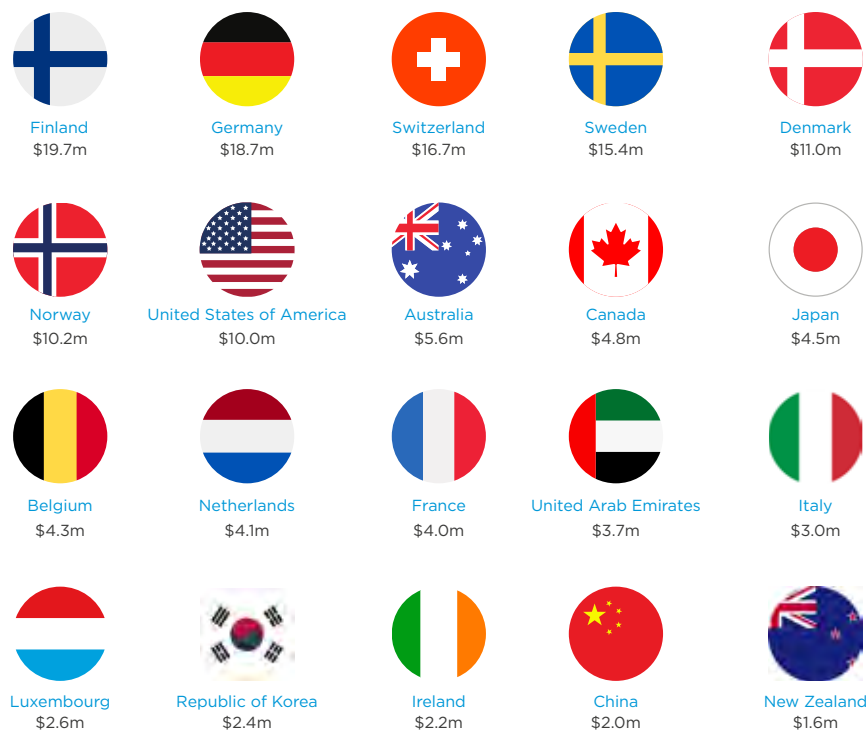 Finland
$19.7m
Germany
$18.7m
Switzerland
$16.7m
Sweden
$15.4m
Denmark
$11.0m
Norway
$10.2m
United States of America
$10.0m
Australia
$5.6m
Canada
$4.8m
Japan
$4.5m
Belgium
$4.3m
Netherlands
$4.1m
France
$4.0m
United Arab Emirates
$3.7m
Italy
$3.0m
Luxembourg
$2.6m
Republic of Korea
$2.4m
Ireland
$2.2m
China
$2.0m
New Zealand
$1.6m